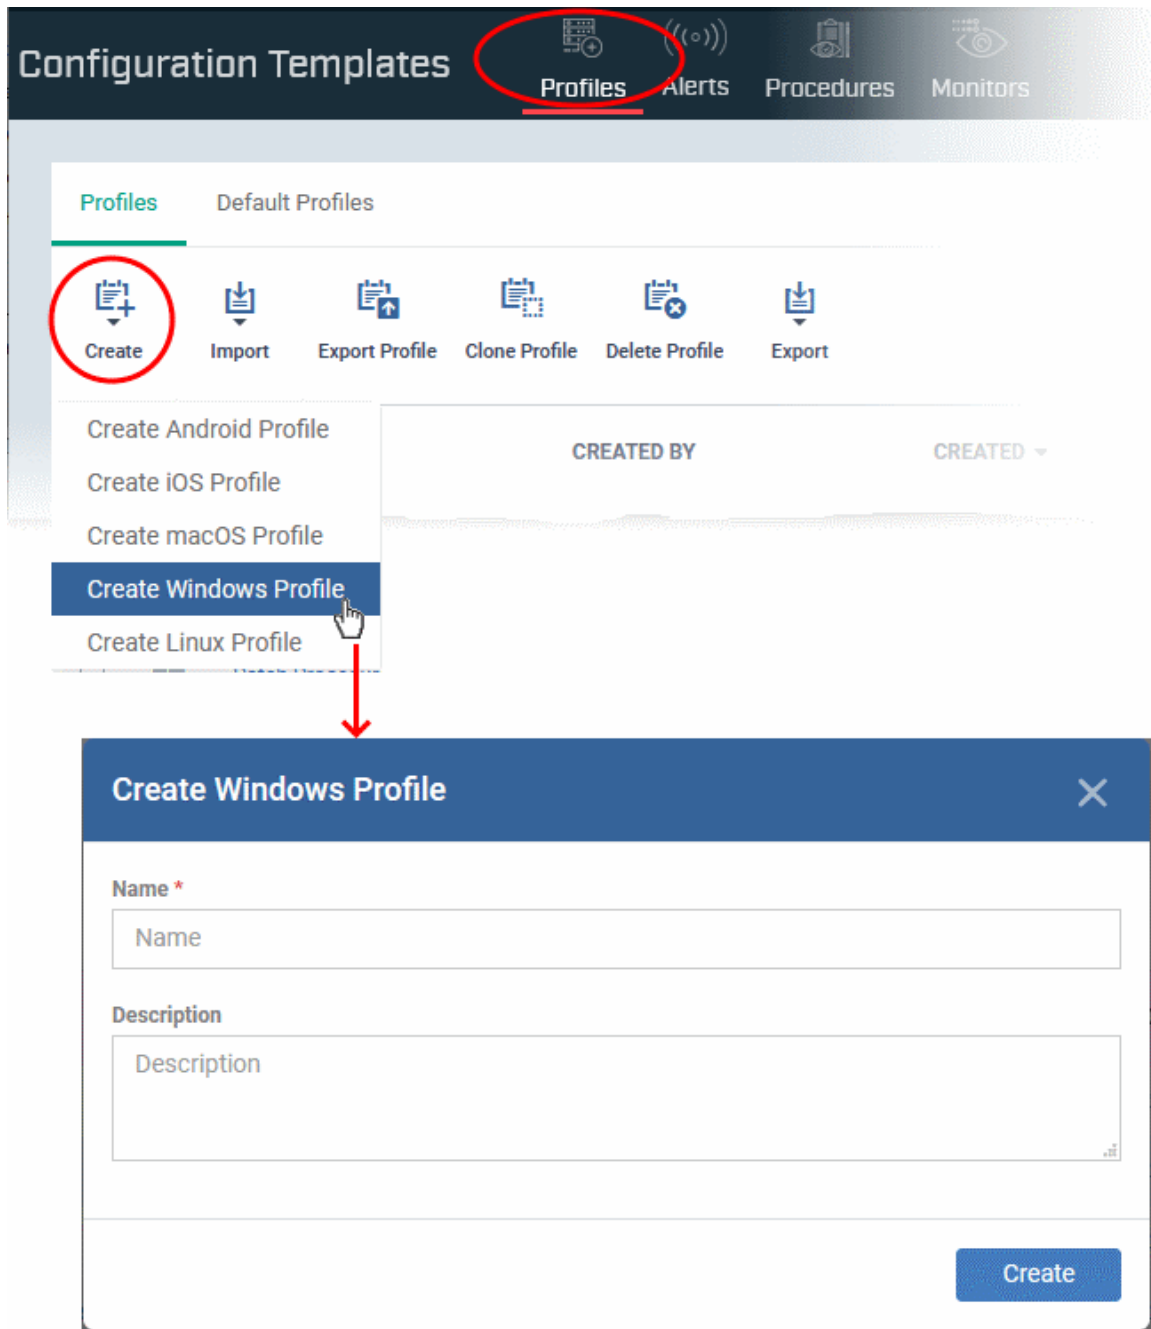 Configuration Templates
Profiles Alerts Procedures Monitors
Profiles Default Profiles
Create Import Export Profile Clone Profile Delete Profile Export
Create Android Profile
CREATED BY CREATED
Create iOS Profile
Create macOS Profile
Create Windows Profile
Create Linux Profile
Create Windows Profile
Name *
Name
Description
Description
Create